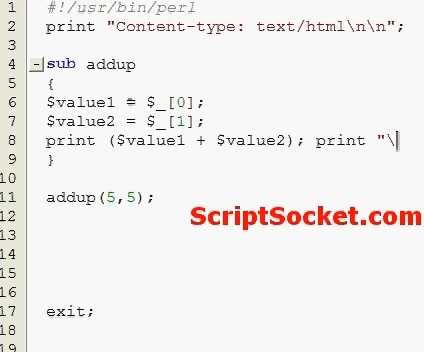 1 #!/usr/bin/perl
2 print "Content-type: text/html\n\n";
3
4 sub addup
5 {
6 $value1 = $_[0];
7 $value2 = $_[1];
8 print ($value1 + $value2); print "\
9 }
10
11 addup(5,5);
12 ScriptSocket.com
13
14
15
16
17 exit;
18
19